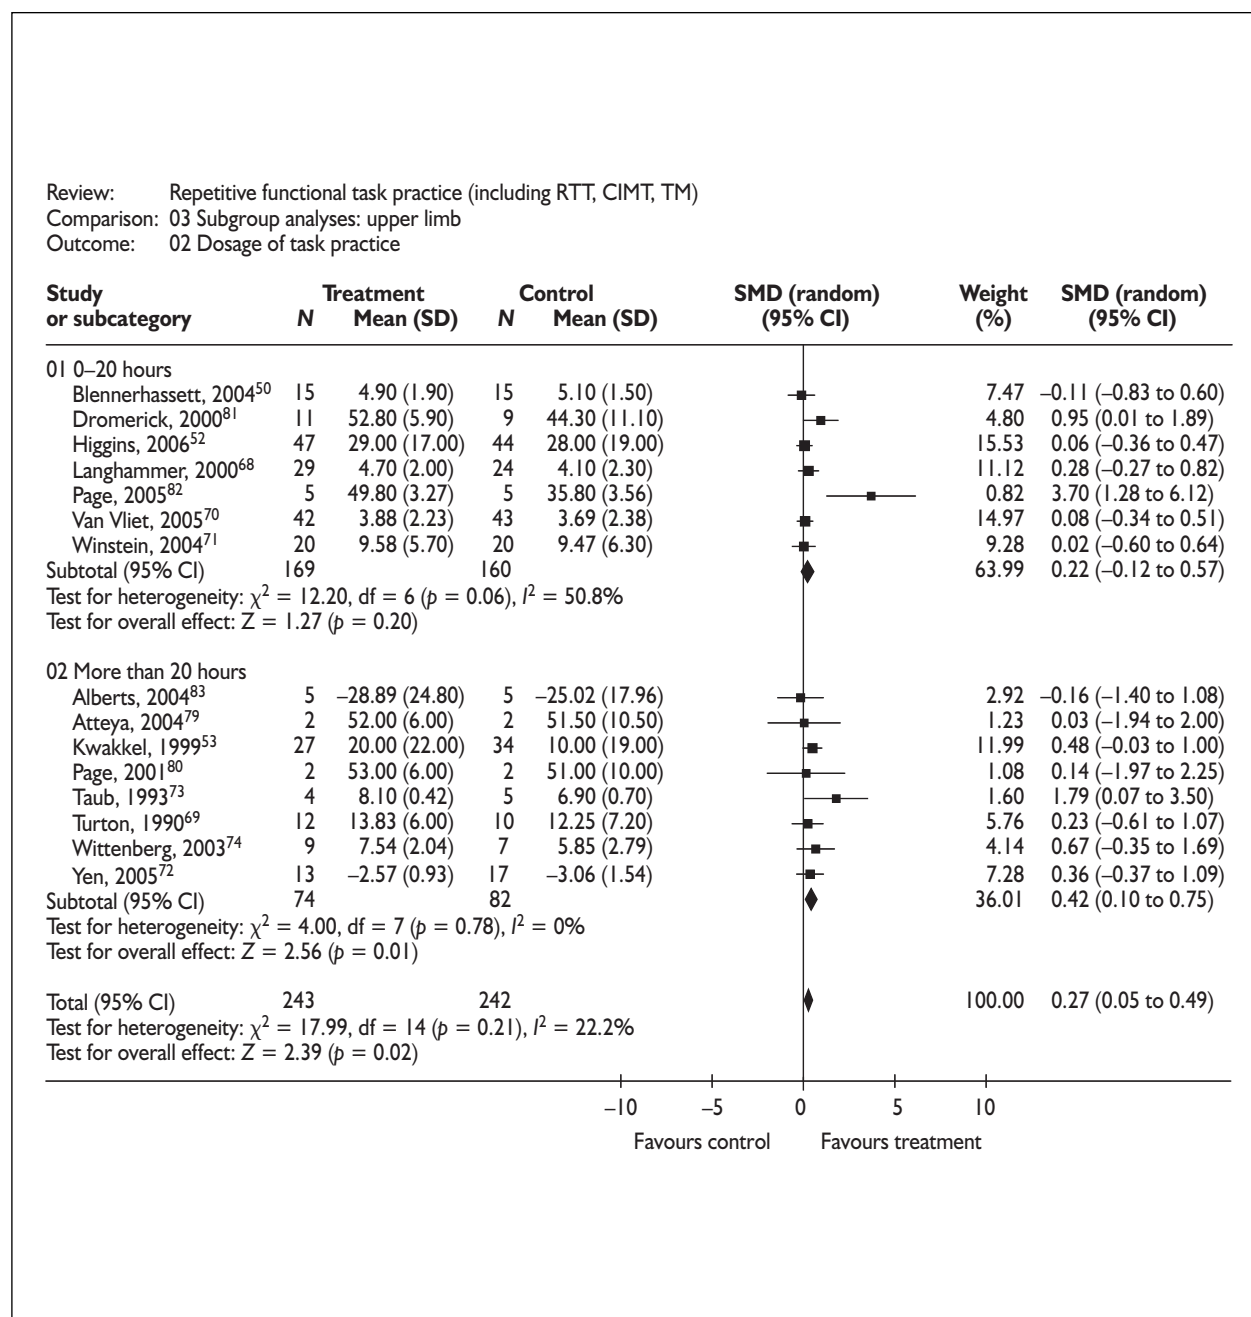 Review: Repetitive functional task practice (including RTT, CIMT, TM)
Comparison: 03 Subgroup analyses: upper limb
Outcome: 02 Dosage of task practice
Study Treatment Control SMD (random) Weight SMD (random)
or subcategory N Mean (SD) N Mean (SD) (95% CI) (%) (95% CI)
01 0–20 hours
Blennerhassett, 2004⁵⁰ 15 4.90 (1.90) 15 5.10 (1.50) 7.47 –0.11 (–0.83 to 0.60)
Dromerick, 2000⁸¹ 11 52.80 (5.90) 9 44.30 (11.10) 4.80 0.95 (0.01 to 1.89)
Higgins, 2006⁵² 47 29.00 (17.00) 44 28.00 (19.00) 15.53 0.06 (–0.36 to 0.47)
Langhammer, 2000⁶⁸ 29 4.70 (2.00) 24 4.10 (2.30) 11.12 0.28 (–0.27 to 0.82)
Page, 2005⁸² 5 49.80 (3.27) 5 35.80 (3.56) 0.82 3.70 (1.28 to 6.12)
Van Vliet, 2005⁷⁰ 42 3.88 (2.23) 43 3.69 (2.38) 14.97 0.08 (–0.34 to 0.51)
Winstein, 2004⁷¹ 20 9.58 (5.70) 20 9.47 (6.30) 9.28 0.02 (–0.60 to 0.64)
Subtotal (95% CI) 169 160 63.99 0.22 (–0.12 to 0.57)
Test for heterogeneity: χ² = 12.20, df = 6 (p = 0.06), I² = 50.8%
Test for overall effect: Z = 1.27 (p = 0.20)
02 More than 20 hours
Alberts, 2004⁸³ 5 –28.89 (24.80) 5 –25.02 (17.96) 2.92 –0.16 (–1.40 to 1.08)
Atteya, 2004⁷⁹ 2 52.00 (6.00) 2 51.50 (10.50) 1.23 0.03 (–1.94 to 2.00)
Kwakkel, 1999⁵³ 27 20.00 (22.00) 34 10.00 (19.00) 11.99 0.48 (–0.03 to 1.00)
Page, 2001⁸⁰ 2 53.00 (6.00) 2 51.00 (10.00) 1.08 0.14 (–1.97 to 2.25)
Taub, 1993⁷³ 4 8.10 (0.42) 5 6.90 (0.70) 1.60 1.79 (0.07 to 3.50)
Turton, 1990⁶⁹ 12 13.83 (6.00) 10 12.25 (7.20) 5.76 0.23 (–0.61 to 1.07)
Wittenberg, 2003⁷⁴ 9 7.54 (2.04) 7 5.85 (2.79) 4.14 0.67 (–0.35 to 1.69)
Yen, 2005⁷² 13 –2.57 (0.93) 17 –3.06 (1.54) 7.28 0.36 (–0.37 to 1.09)
Subtotal (95% CI) 74 82 36.01 0.42 (0.10 to 0.75)
Test for heterogeneity: χ² = 4.00, df = 7 (p = 0.78), I² = 0%
Test for overall effect: Z = 2.56 (p = 0.01)
Total (95% CI) 243 242 100.00 0.27 (0.05 to 0.49)
Test for heterogeneity: χ² = 17.99, df = 14 (p = 0.21), I² = 22.2%
Test for overall effect: Z = 2.39 (p = 0.02)
–10 –5 0 5 10
Favours control Favours treatment